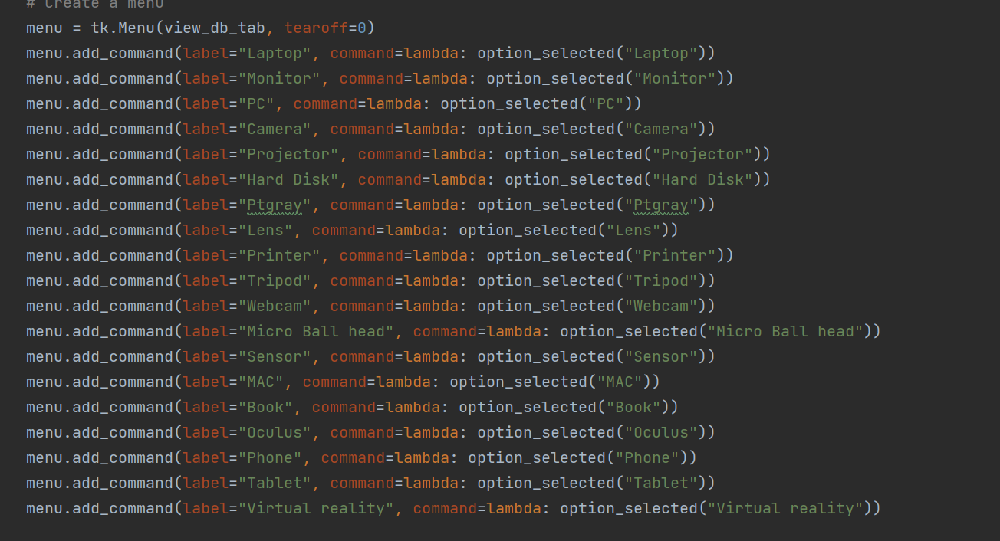 # Create a menu
menu = tk.Menu(view_db_tab, tearoff=0)
menu.add_command(label="Laptop", command=lambda: option_selected("Laptop"))
menu.add_command(label="Monitor", command=lambda: option_selected("Monitor"))
menu.add_command(label="PC", command=lambda: option_selected("PC"))
menu.add_command(label="Camera", command=lambda: option_selected("Camera"))
menu.add_command(label="Projector", command=lambda: option_selected("Projector"))
menu.add_command(label="Hard Disk", command=lambda: option_selected("Hard Disk"))
menu.add_command(label="Ptgray", command=lambda: option_selected("Ptgray"))
menu.add_command(label="Lens", command=lambda: option_selected("Lens"))
menu.add_command(label="Printer", command=lambda: option_selected("Printer"))
menu.add_command(label="Tripod", command=lambda: option_selected("Tripod"))
menu.add_command(label="Webcam", command=lambda: option_selected("Webcam"))
menu.add_command(label="Micro Ball head", command=lambda: option_selected("Micro Ball head"))
menu.add_command(label="Sensor", command=lambda: option_selected("Sensor"))
menu.add_command(label="MAC", command=lambda: option_selected("MAC"))
menu.add_command(label="Book", command=lambda: option_selected("Book"))
menu.add_command(label="Oculus", command=lambda: option_selected("Oculus"))
menu.add_command(label="Phone", command=lambda: option_selected("Phone"))
menu.add_command(label="Tablet", command=lambda: option_selected("Tablet"))
menu.add_command(label="Virtual reality", command=lambda: option_selected("Virtual reality"))